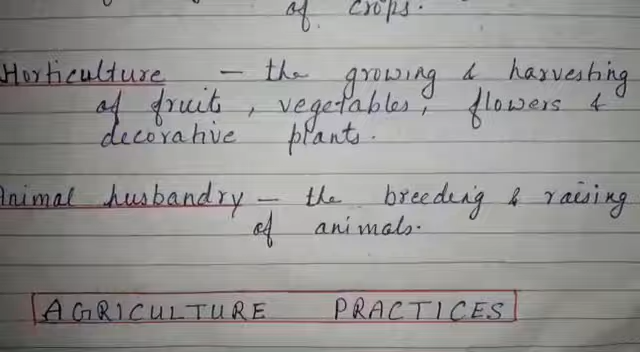 of crops.
Horticulture - the growing & harvesting
of fruit, vegetables, flowers &
decorative plants.
Animal husbandry - the breeding & raising
of animals.
AGRICULTURE PRACTICES